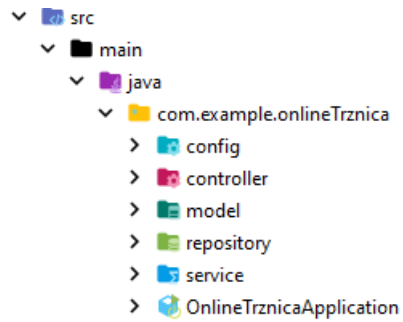 src
main
java
com.example.onlineTrznica
config
controller
model
repository
service
OnlineTrznicaApplication